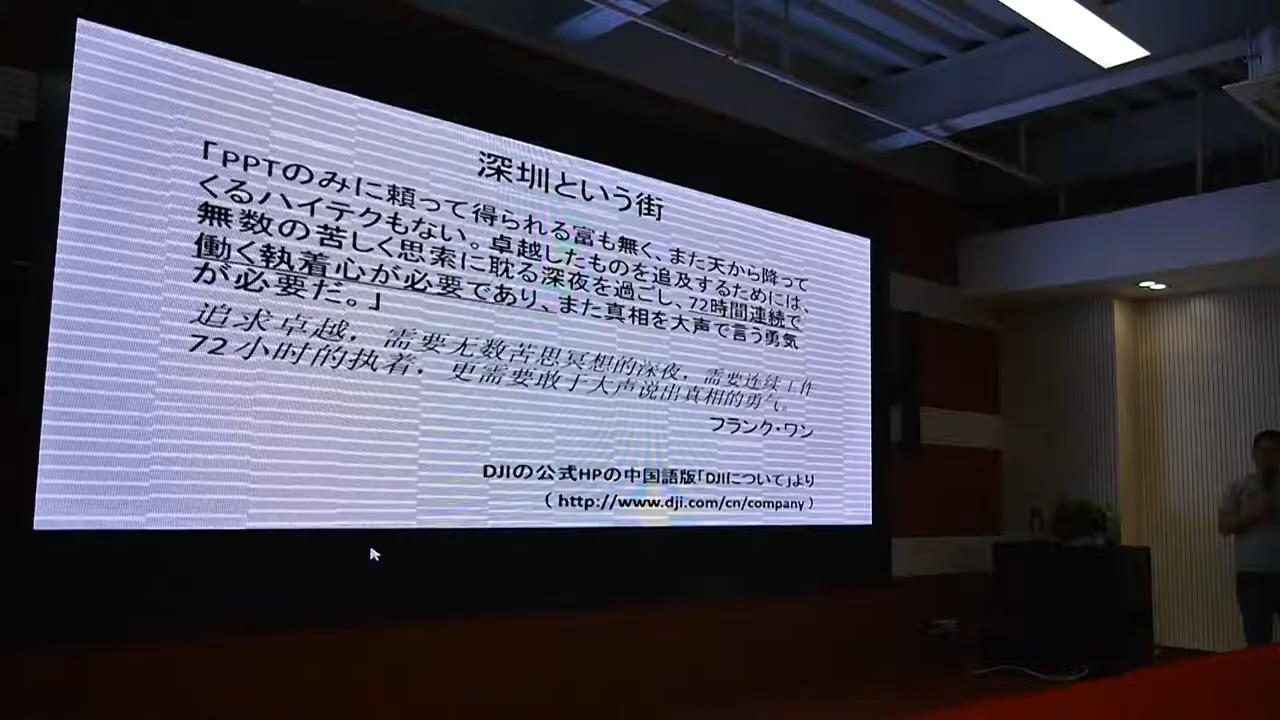 深圳という街
「PPTのみに頼って得られる富も無く、また天から降って
くるハイテクもない。卓越したものを追及するためには、
無数の苦しく思索に耽る深夜を過ごし、72時間連続で
働く執着心が必要であり、また真相を大声で言う勇気
が必要だ。」
追求卓越，需要无数苦思冥想的深夜，需要连续工作
72小时的执着，更需要敢于大声说出真相的勇气。
フランク・ワン
DJIの公式HPの中国語版「DJIについて」より
（http://www.dji.com/cn/company）